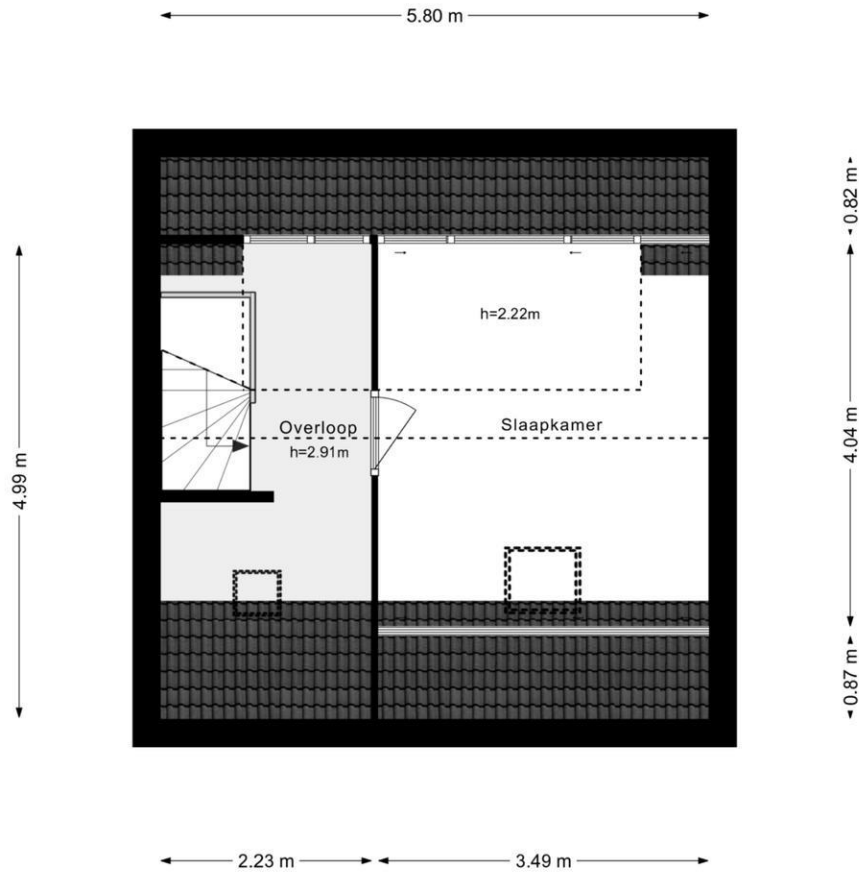 5.80 m
0.82 m
h=2.22m
Overloop
h=2.91m
Slaapkamer
4.99 m
4.04 m
0.87 m
2.23 m
3.49 m